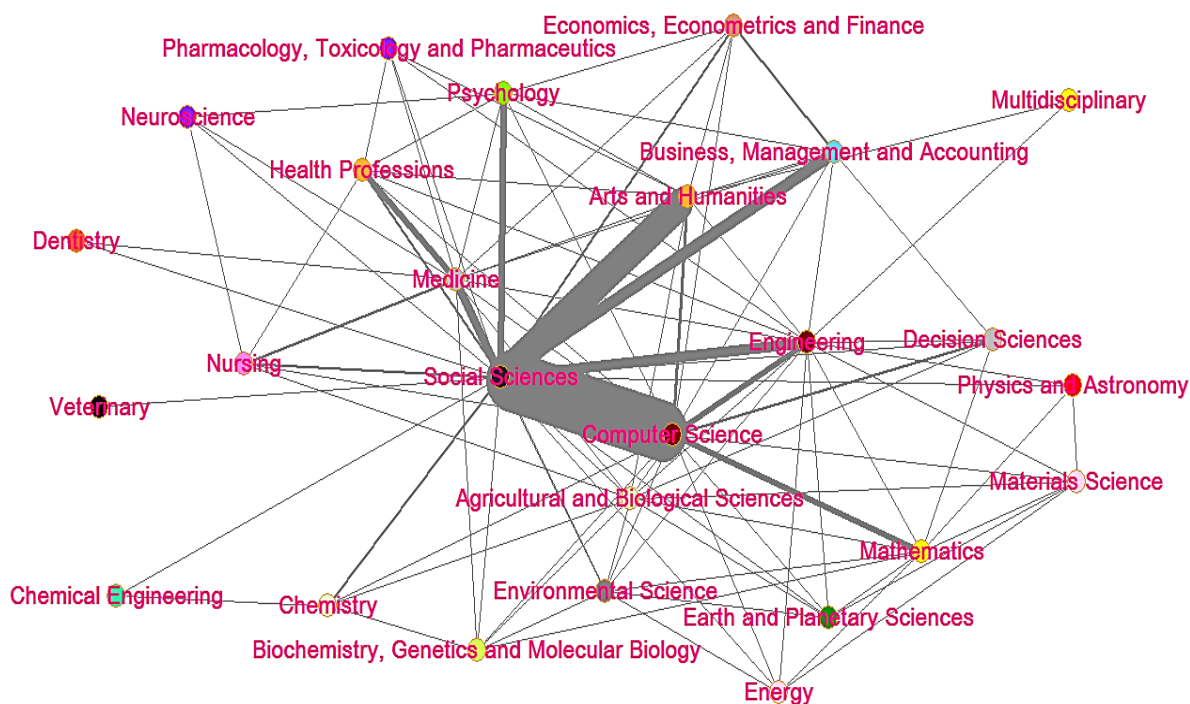 Economics, Econometrics and Finance
Pharmacology, Toxicology and Pharmaceutics
Psychology
Multidisciplinary
Neuroscience
Business, Management and Accounting
Health Professions
Arts and Humanities
Dentistry
Medicine
Engineering
Decision Sciences
Nursing
Social Sciences
Physics and Astronomy
Veterinary
Computer Science
Materials Science
Agricultural and Biological Sciences
Mathematics
Environmental Science
Chemical Engineering
Chemistry
Earth and Planetary Sciences
Biochemistry, Genetics and Molecular Biology
Energy